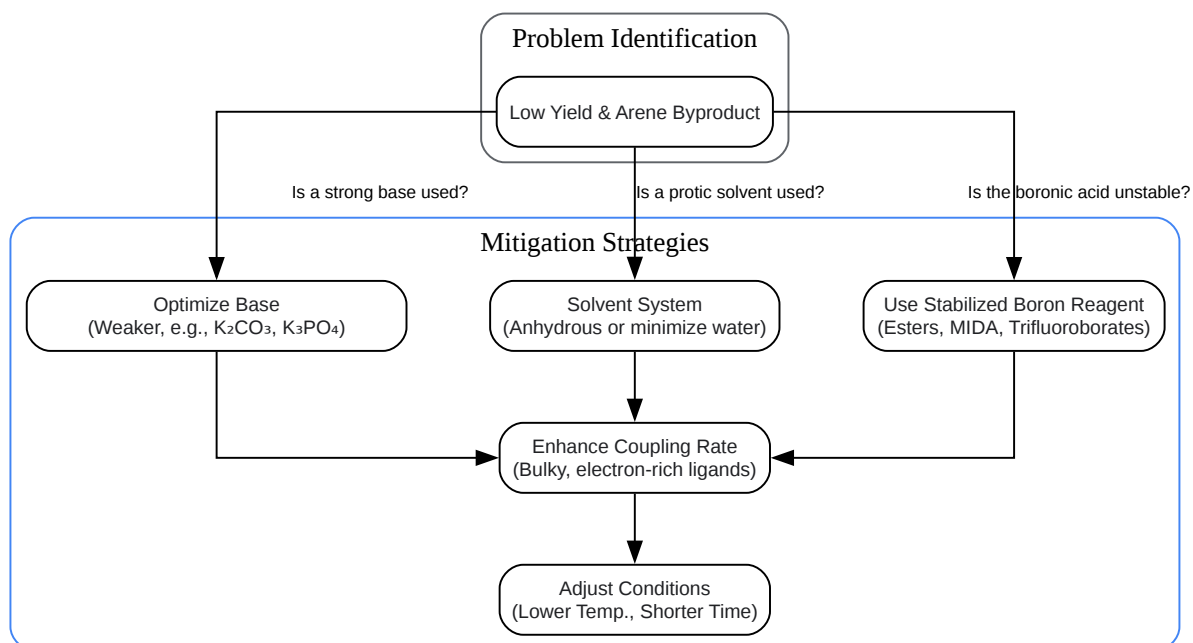 Problem Identification
Low Yield & Arene Byproduct
Is a strong base used?
Is a protic solvent used?
Is the boronic acid unstable?
Mitigation Strategies
Optimize Base
(Weaker, e.g., K₂CO₃, K₃PO₄)
Solvent System
(Anhydrous or minimize water)
Use Stabilized Boron Reagent
(Esters, MIDA, Trifluoroborates)
Enhance Coupling Rate
(Bulky, electron-rich ligands)
Adjust Conditions
(Lower Temp., Shorter Time)